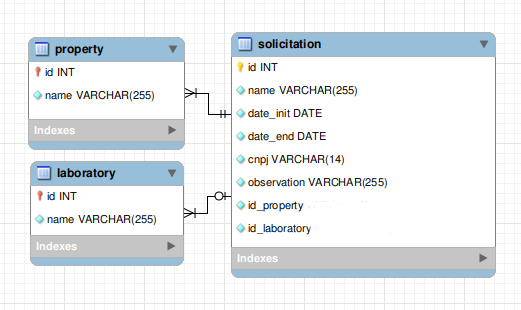 property
id INT
name VARCHAR(255)
Indexes
laboratory
id INT
name VARCHAR(255)
Indexes
solicitation
id INT
name VARCHAR(255)
date_init DATE
date_end DATE
cnpj VARCHAR(14)
observation VARCHAR(255)
id_property
id_laboratory
Indexes